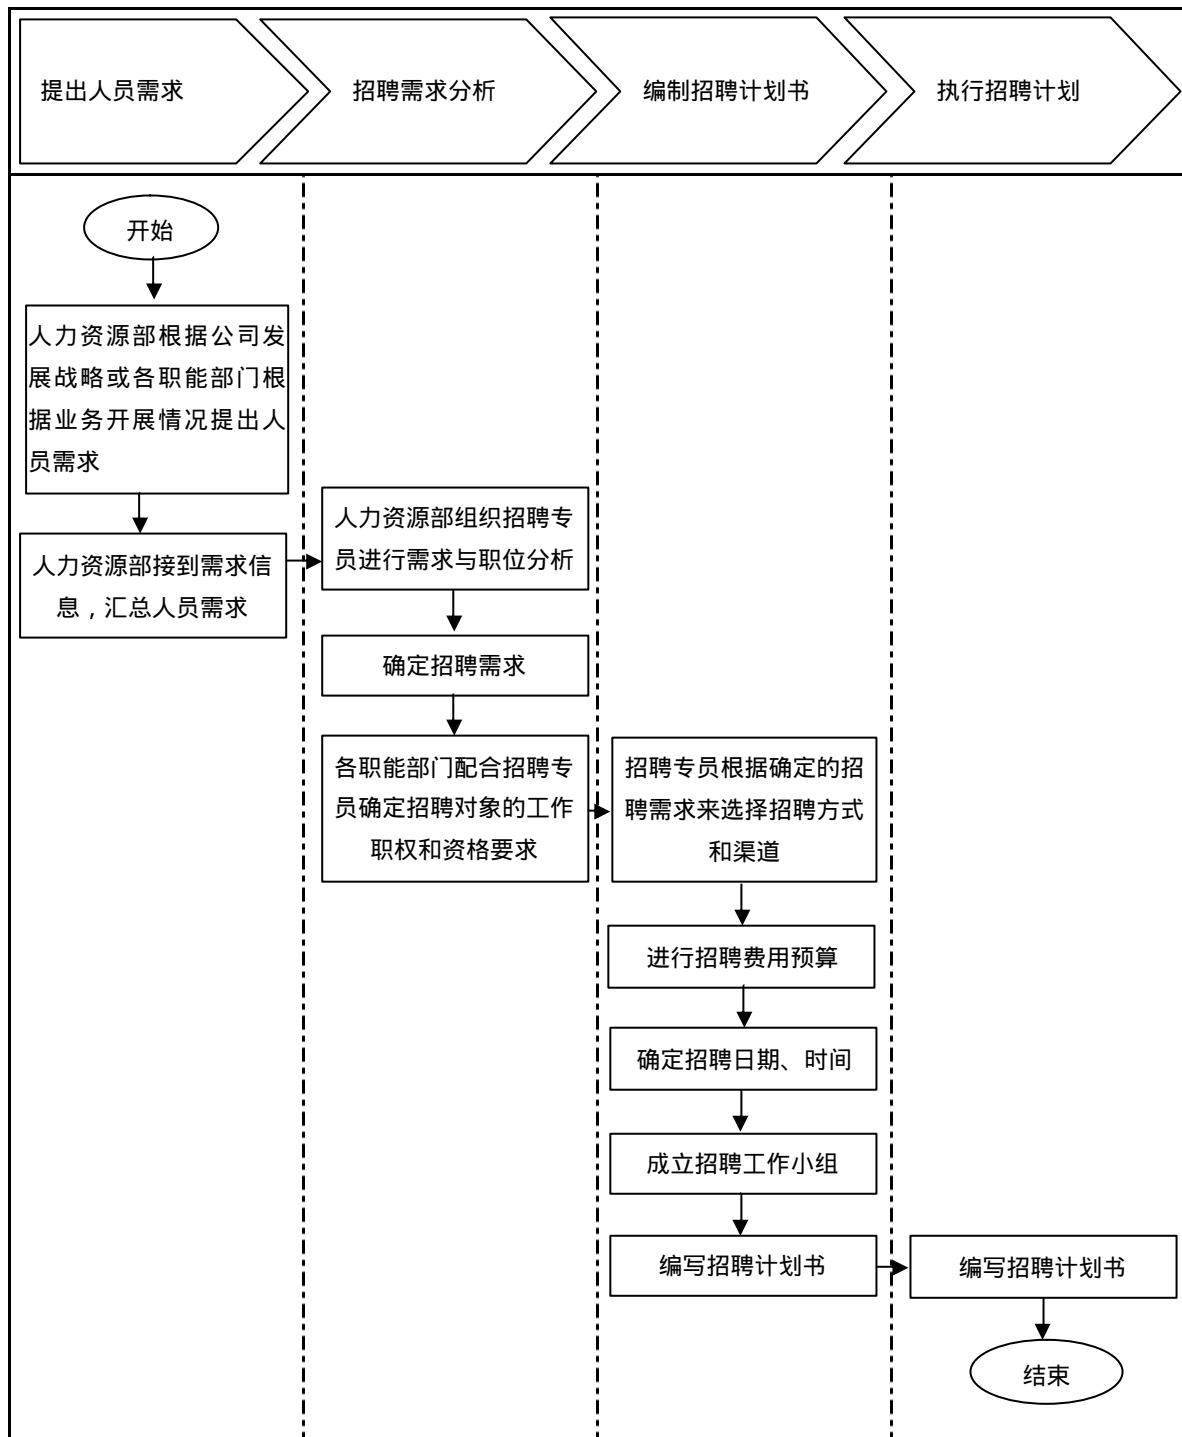 提出人员需求
招聘需求分析
编制招聘计划书
执行招聘计划
开始
人力资源部根据公司发
展战略或各职能部门根
据业务开展情况提出人
员需求
人力资源部接到需求信
息，汇总人员需求
人力资源部组织招聘专
员进行需求与职位分析
确定招聘需求
各职能部门配合招聘专
员确定招聘对象的工作
职权和资格要求
招聘专员根据确定的招
聘需求来选择招聘方式
和渠道
进行招聘费用预算
确定招聘日期、时间
成立招聘工作小组
编写招聘计划书
编写招聘计划书
结束